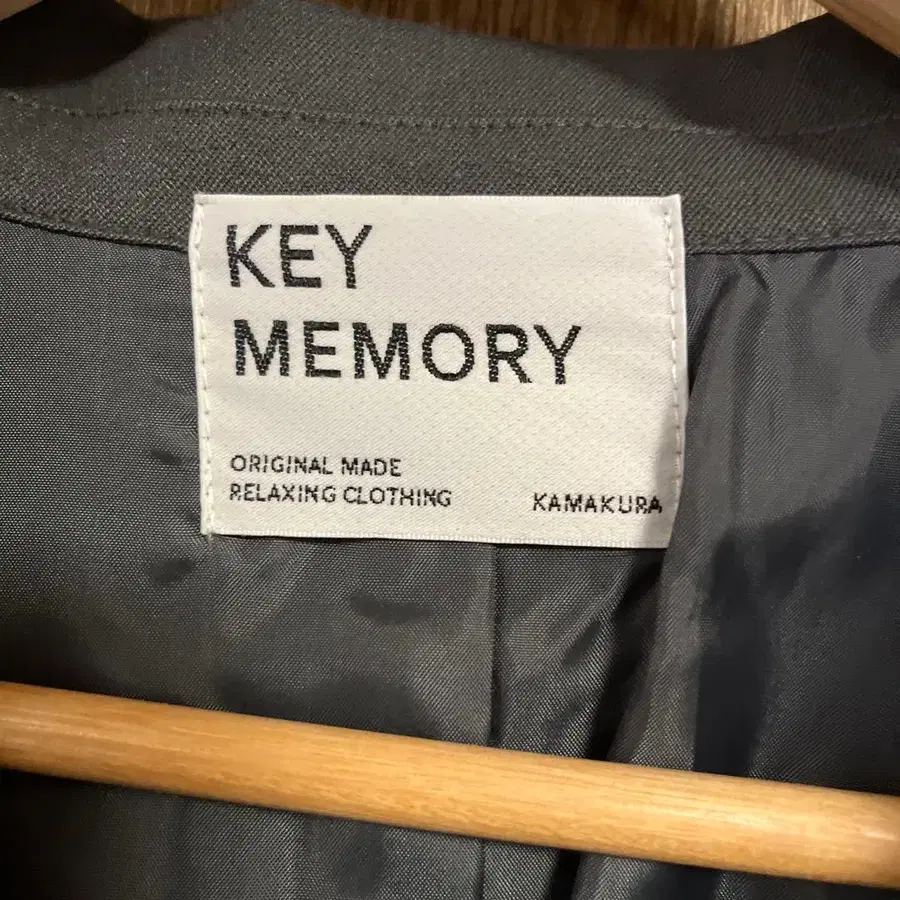 KEY
MEMORY
ORIGINAL MADE
RELAXING CLOTHING KAMAKURA